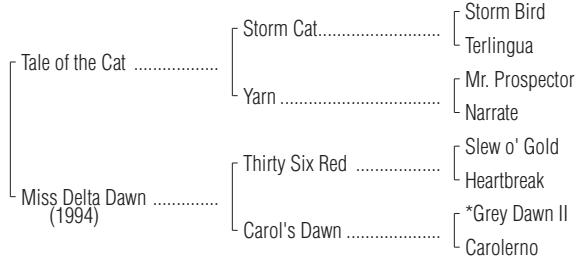 Storm Bird
Storm Cat..............................
Terlingua
Tale of the Cat .................
Mr. Prospector
Yarn .......................................
Narrate
Slew o' Gold
Thirty Six Red ....................
Heartbreak
Miss Delta Dawn .............
(1994)
*Grey Dawn II
Carol's Dawn ......................
Carolerno